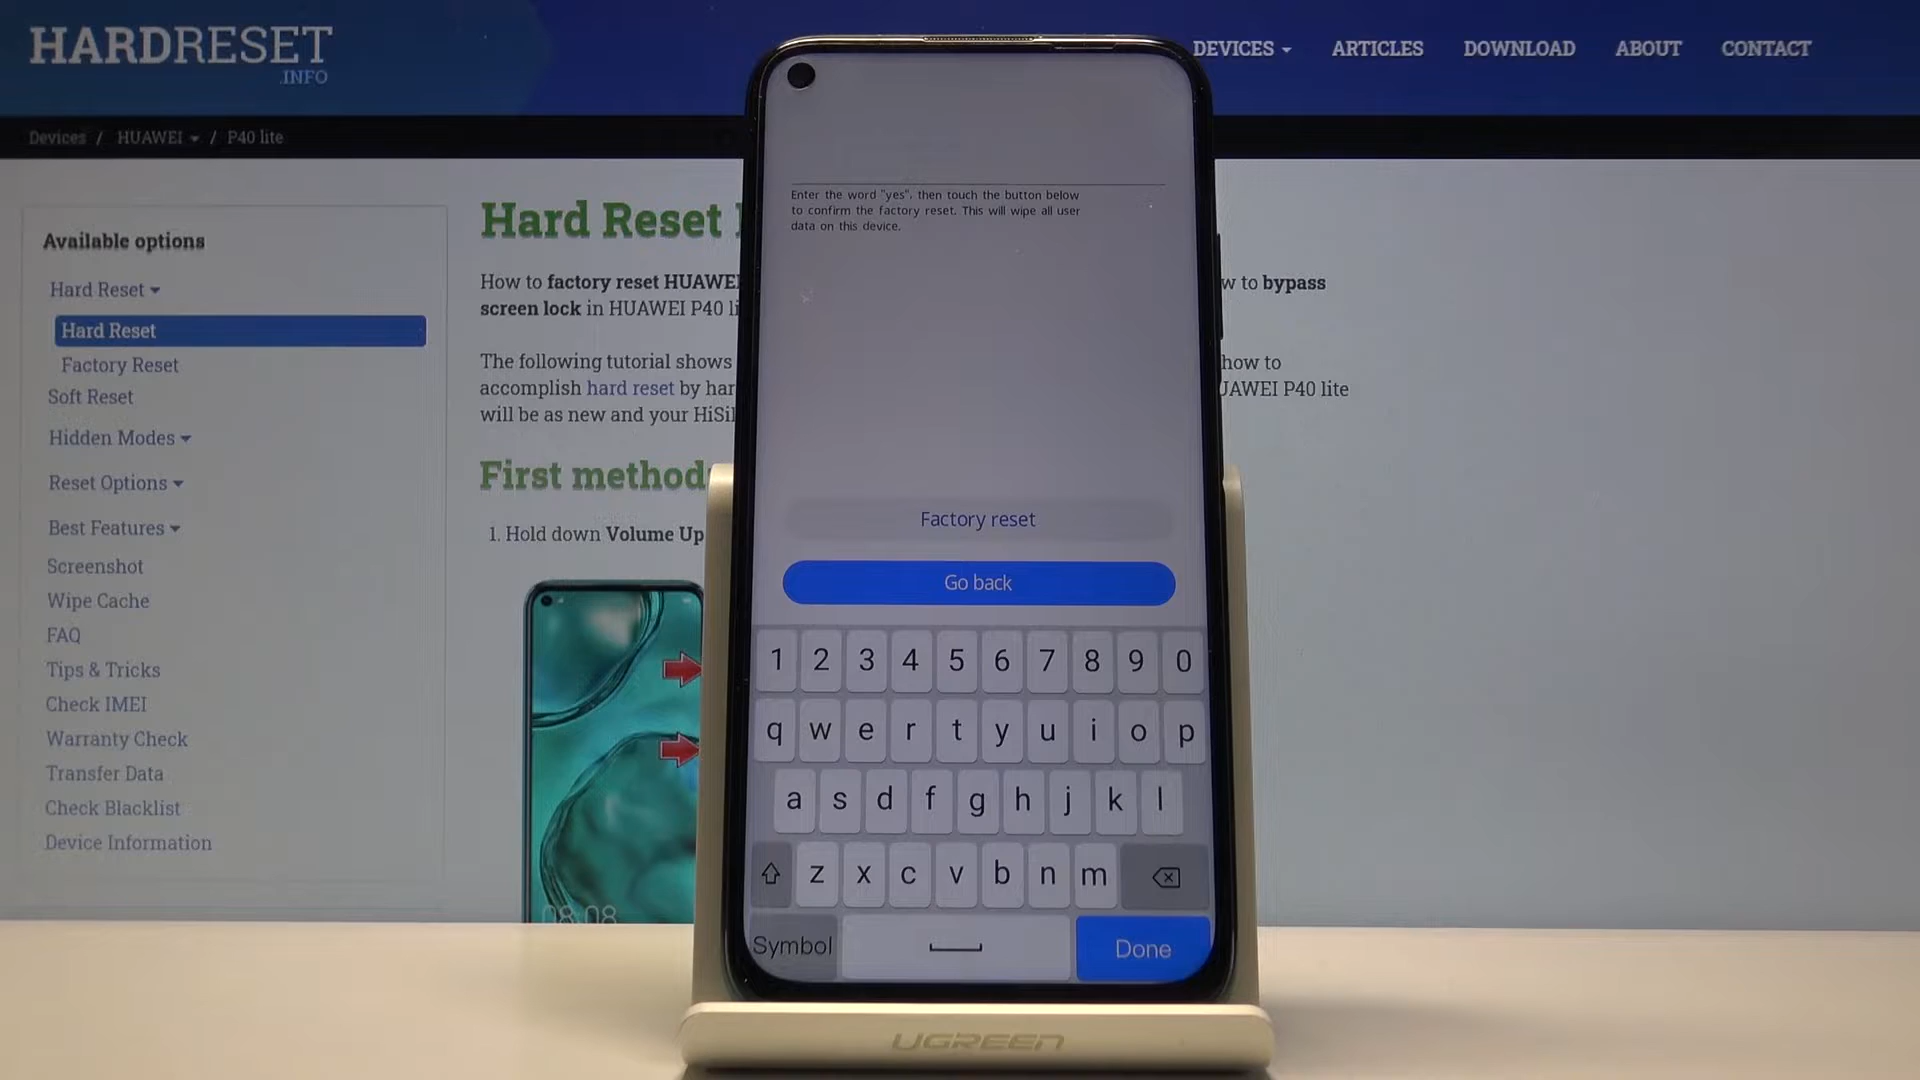 HARDRESET
.INFO
DEVICES
ARTICLES
DOWNLOAD
ABOUT
CONTACT
Devices / HUAWEI / P40 lite
Available options
Hard Reset
Hard Reset
Factory Reset
Soft Reset
Hidden Modes
Reset Options
Best Features
Screenshot
Wipe Cache
FAQ
Tips & Tricks
Check IMEI
Warranty Check
Transfer Data
Check Blacklist
Device Information
Hard Reset
How to factory reset HUAWEI
w to bypass
screen lock in HUAWEI P40 li
The following tutorial shows
how to
accomplish hard reset by har
UAWEI P40 lite
will be as new and your HiSil
First method
1. Hold down Volume Up
08:08
Enter the word "yes", then touch the button below
to confirm the factory reset. This will wipe all user
data on this device.
Factory reset
Go back
1 2 3 4 5 6 7 8 9 0
q w e r t y u i o p
a s d f g h j k l
z x c v b n m
Symbol
Done
UGREEN